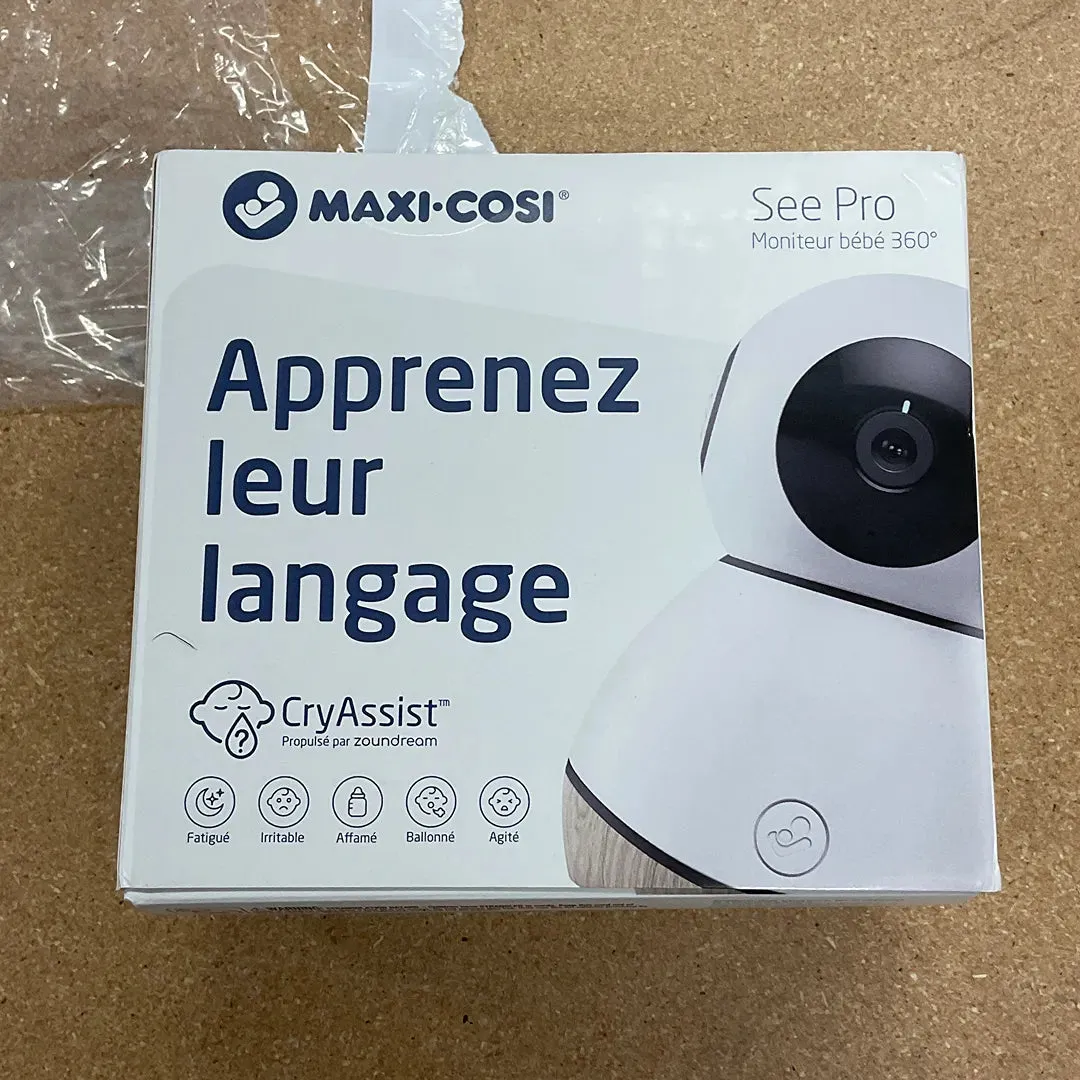 MAXI·COSI®
See Pro
Moniteur bébé 360°
Apprenez
leur
langage
?
CryAssist™
Propulsé par zoundream
Fatigué
Irritable
Affamé
Ballonné
Agité
WARNING